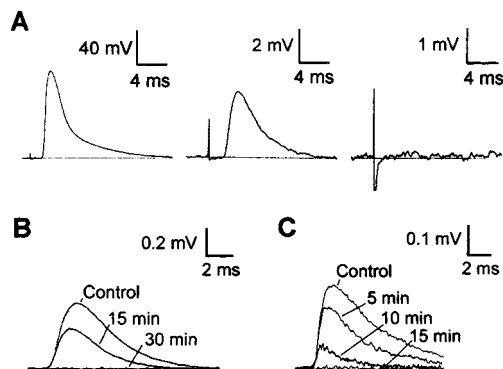 A
40 mV
4 ms
2 mV
4 ms
1 mV
4 ms
B
0.2 mV
2 ms
Control
15 min
30 min
C
0.1 mV
2 ms
Control
5 min
10 min
15 min